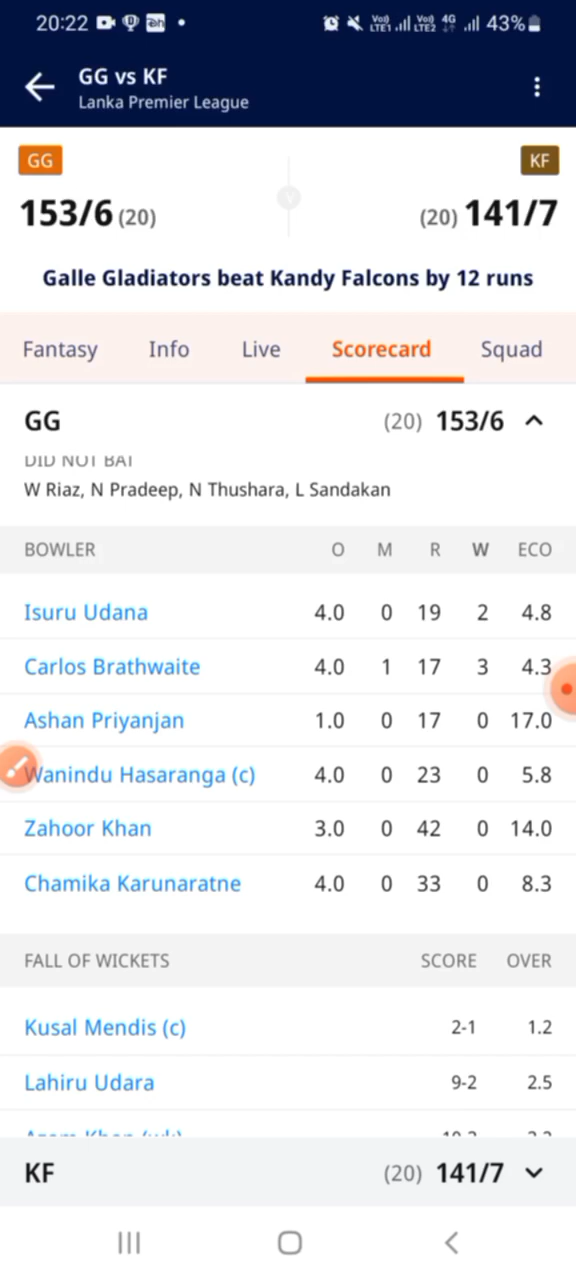 20:22 43%
GG vs KF
Lanka Premier League
GG KF
153/6 (20) (20) 141/7
Galle Gladiators beat Kandy Falcons by 12 runs
Fantasy Info Live Scorecard Squad
GG (20) 153/6
DID NOT BAT
W Riaz, N Pradeep, N Thushara, L Sandakan
BOWLER O M R W ECO
Isuru Udana 4.0 0 19 2 4.8
Carlos Brathwaite 4.0 1 17 3 4.3
Ashan Priyanjan 1.0 0 17 0 17.0
Wanindu Hasaranga (c) 4.0 0 23 0 5.8
Zahoor Khan 3.0 0 42 0 14.0
Chamika Karunaratne 4.0 0 33 0 8.3
FALL OF WICKETS SCORE OVER
Kusal Mendis (c) 2-1 1.2
Lahiru Udara 9-2 2.5
KF (20) 141/7